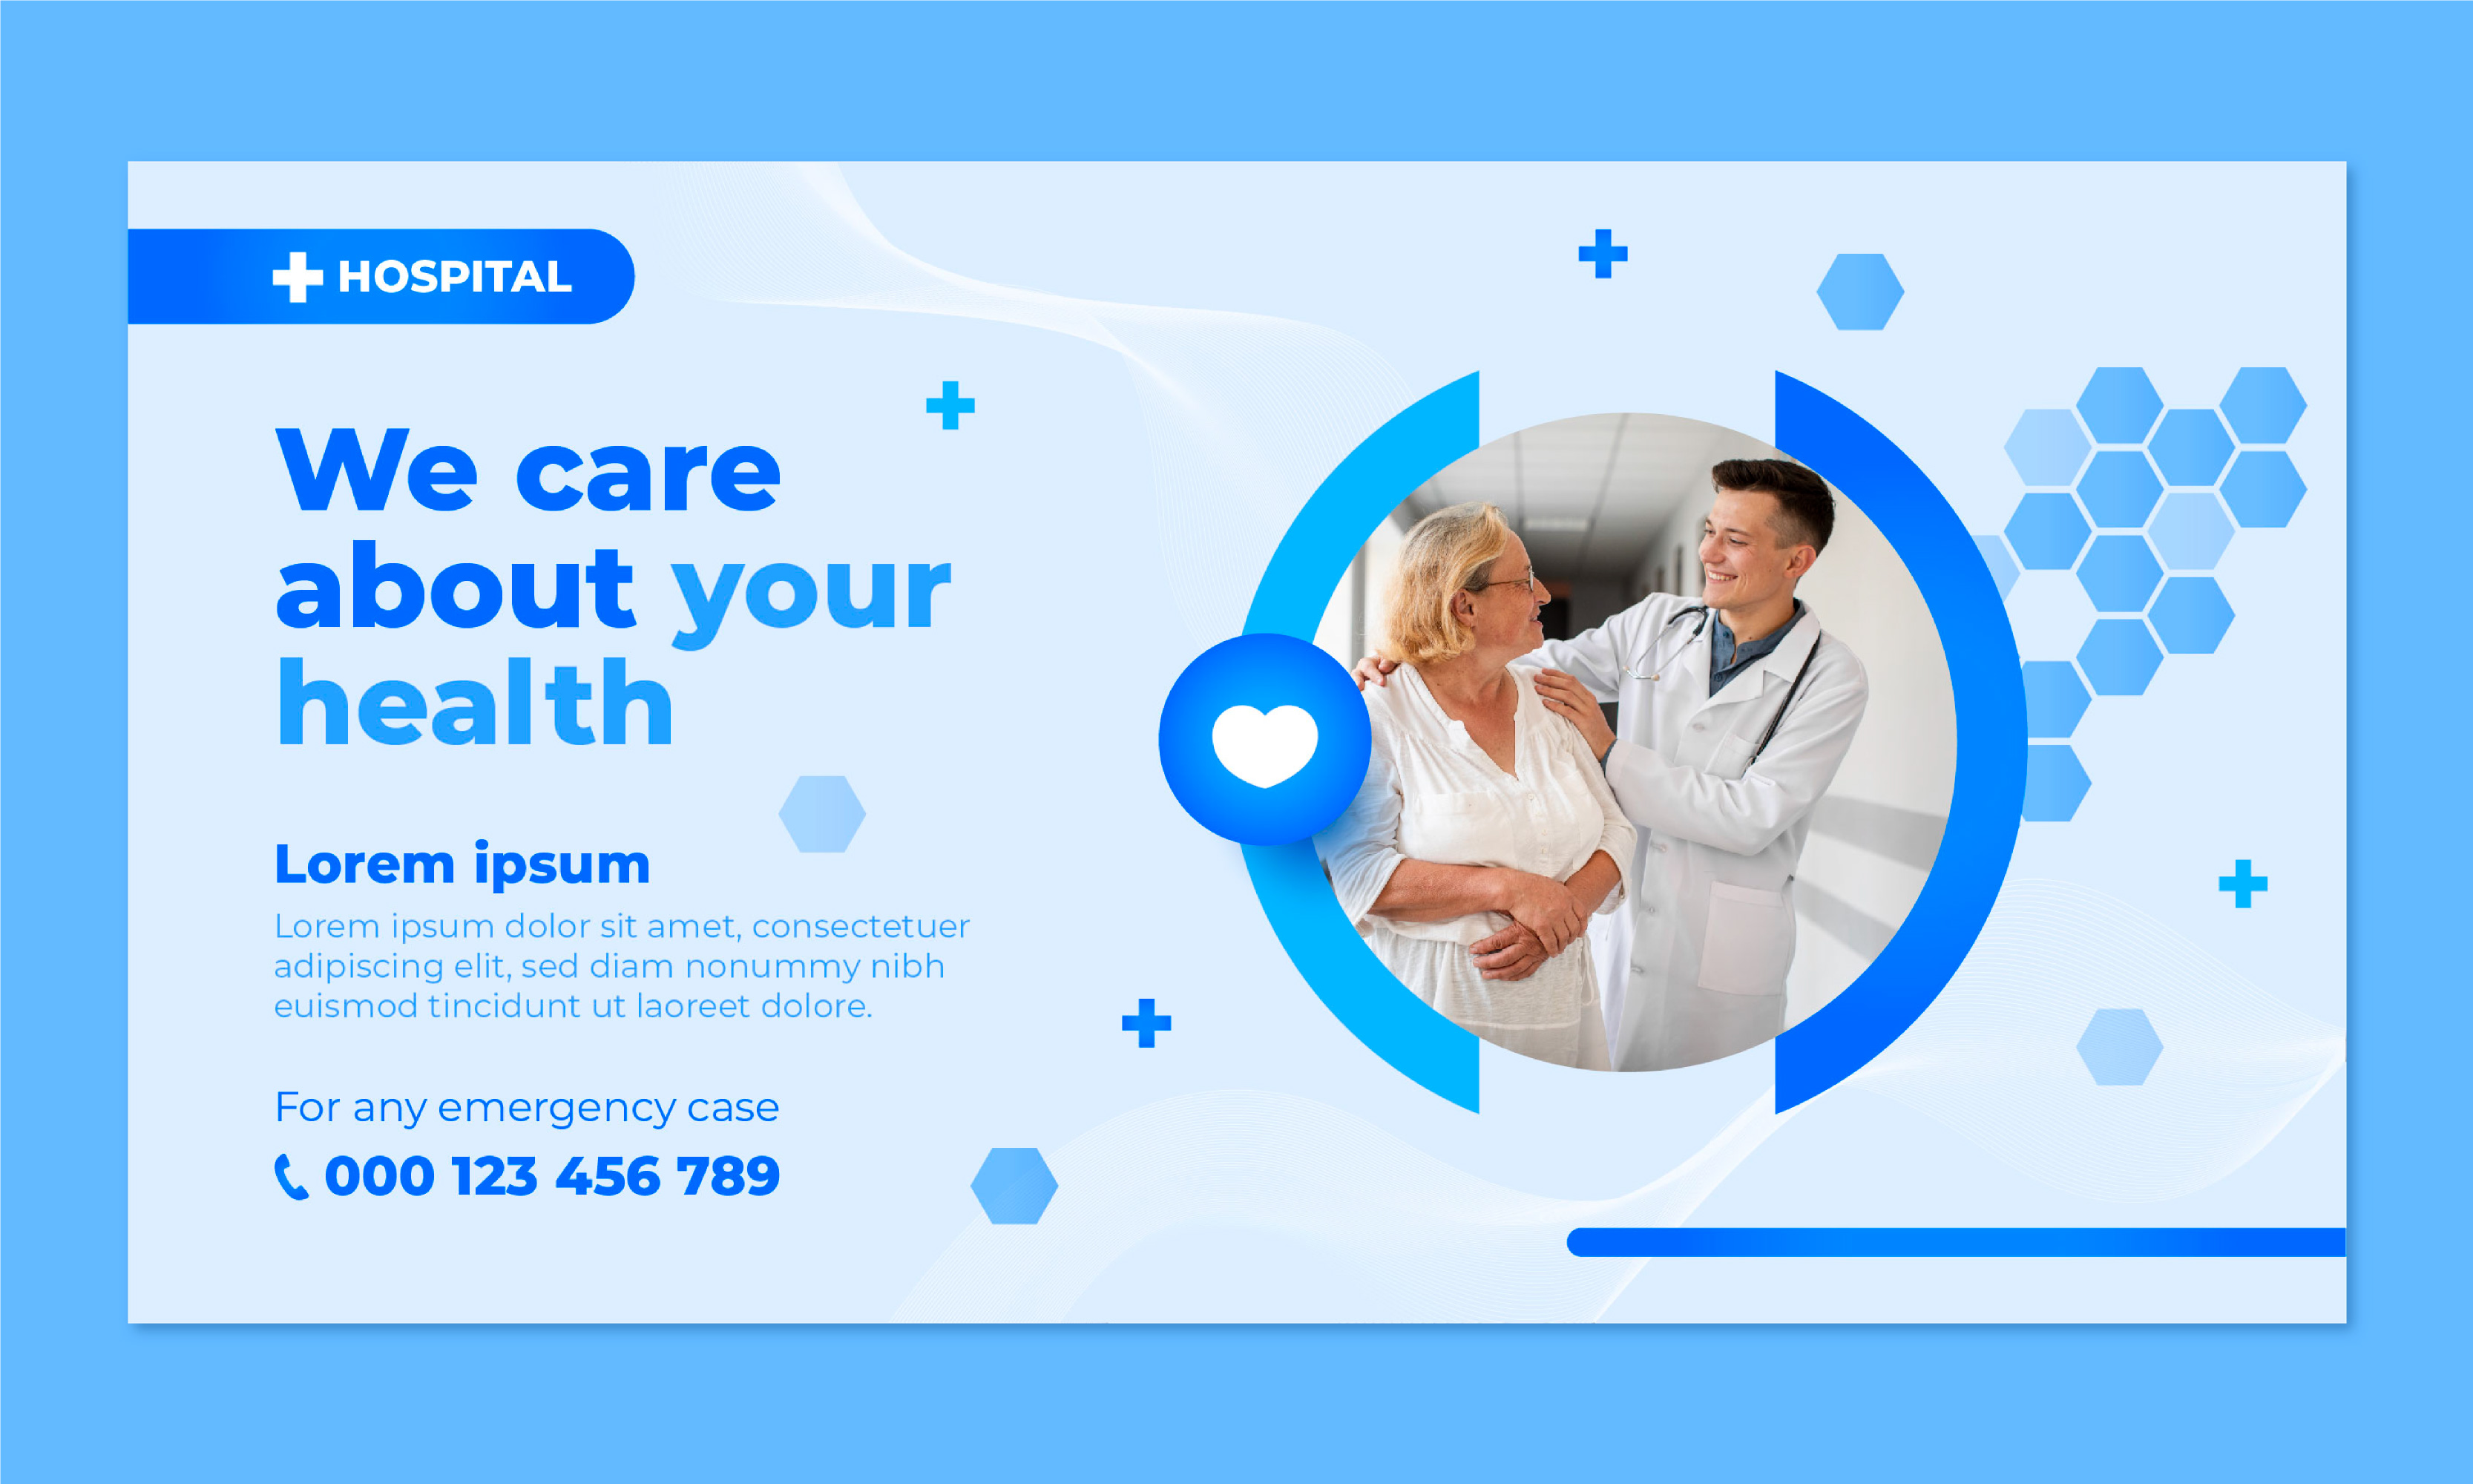 HOSPITAL
We care
about your
health
Lorem ipsum
Lorem ipsum dolor sit amet, consectetuer
adipiscing elit, sed diam nonummy nibh
euismod tincidunt ut laoreet dolore.
For any emergency case
000 123 456 789